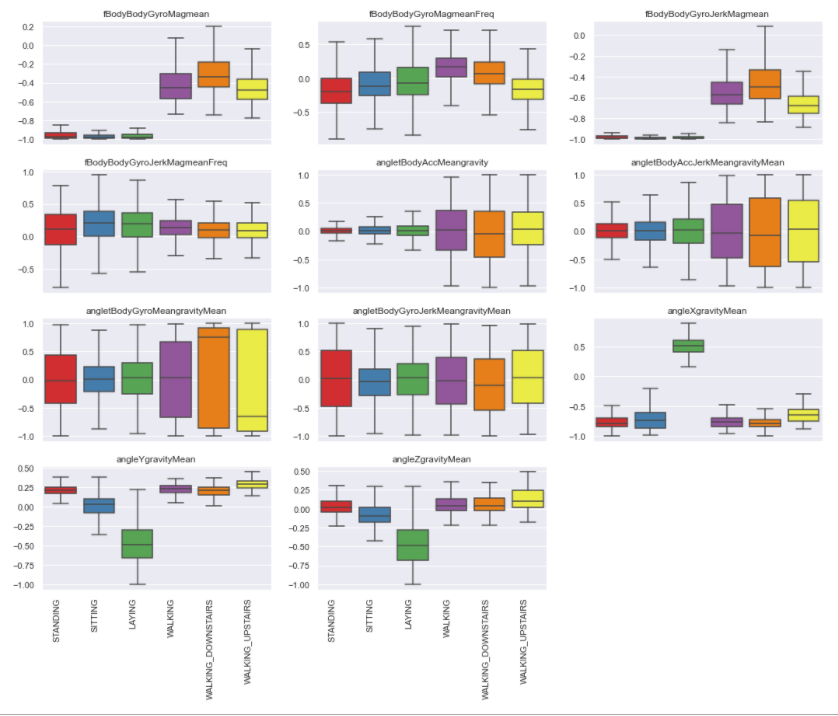 fBodyBodyGyroMagmean
fBodyBodyGyroMagmeanFreq
fBodyBodyGyroJerkMagmean
0.2
0.0
−0.2
−0.4
−0.6
−0.8
−1.0
0.5
0.0
−0.5
0.0
−0.2
−0.4
−0.6
−0.8
−1.0
fBodyBodyGyroJerkMagmeanFreq
angletBodyAccMeangravity
angletBodyAccJerkMeangravityMean
1.0
0.5
0.0
−0.5
1.0
0.5
0.0
−0.5
−1.0
1.0
0.5
0.0
−0.5
−1.0
angletBodyGyroMeangravityMean
angletBodyGyroJerkMeangravityMean
angleXgravityMean
1.0
0.5
0.0
−0.5
−1.0
1.0
0.5
0.0
−0.5
−1.0
0.5
0.0
−0.5
−1.0
angleYgravityMean
angleZgravityMean
0.50
0.25
0.00
−0.25
−0.50
−0.75
−1.00
0.50
0.25
0.00
−0.25
−0.50
−0.75
−1.00
STANDING
SITTING
LAYING
WALKING
WALKING_DOWNSTAIRS
WALKING_UPSTAIRS
STANDING
SITTING
LAYING
WALKING
WALKING_DOWNSTAIRS
WALKING_UPSTAIRS